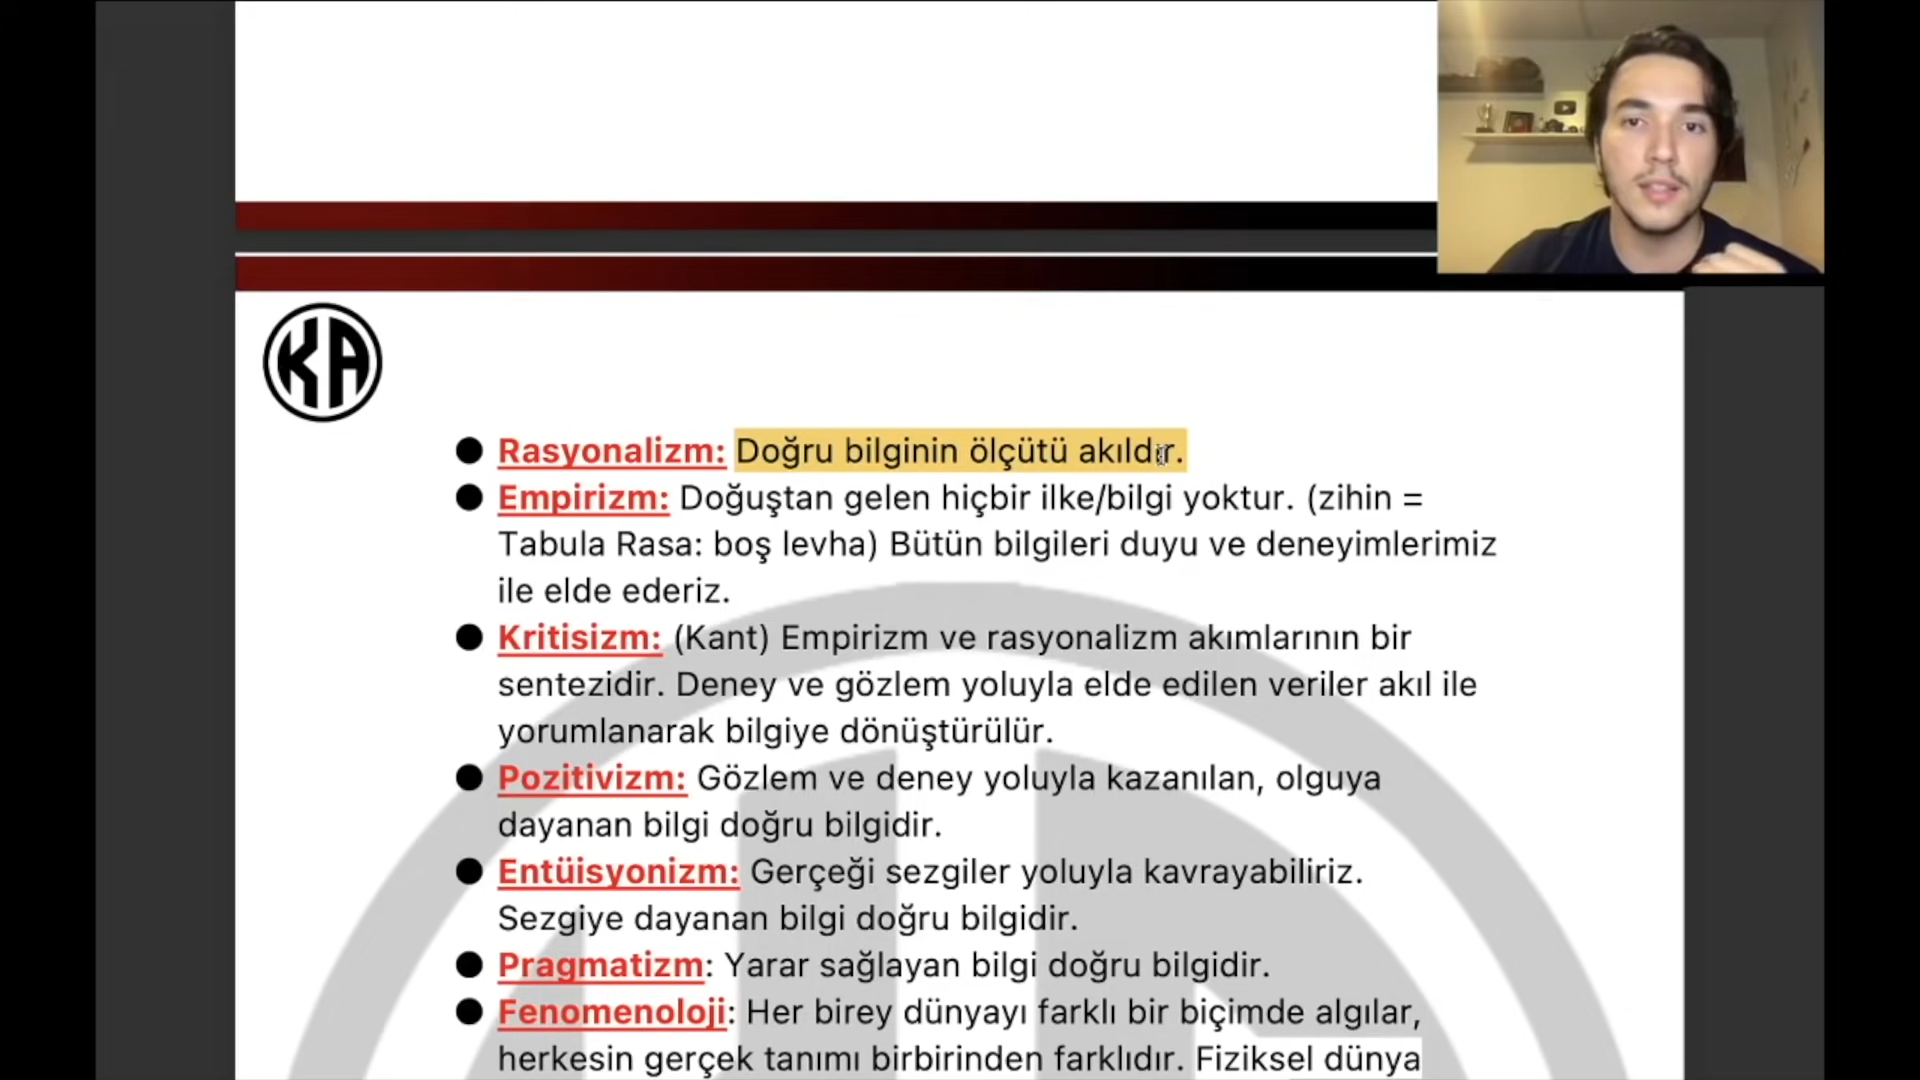 KA
Rasyonalizm: Doğru bilginin ölçütü akıldır.
Empirizm: Doğuştan gelen hiçbir ilke/bilgi yoktur. (zihin =
Tabula Rasa: boş levha) Bütün bilgileri duyu ve deneyimlerimiz
ile elde ederiz.
Kritisizm: (Kant) Empirizm ve rasyonalizm akımlarının bir
sentezidir. Deney ve gözlem yoluyla elde edilen veriler akıl ile
yorumlanarak bilgiye dönüştürülür.
Pozitivizm: Gözlem ve deney yoluyla kazanılan, olguya
dayanan bilgi doğru bilgidir.
Entüisyonizm: Gerçeği sezgiler yoluyla kavrayabiliriz.
Sezgiye dayanan bilgi doğru bilgidir.
Pragmatizm: Yarar sağlayan bilgi doğru bilgidir.
Fenomenoloji: Her birey dünyayı farklı bir biçimde algılar,
herkesin gerçek tanımı birbirinden farklıdır. Fiziksel dünya